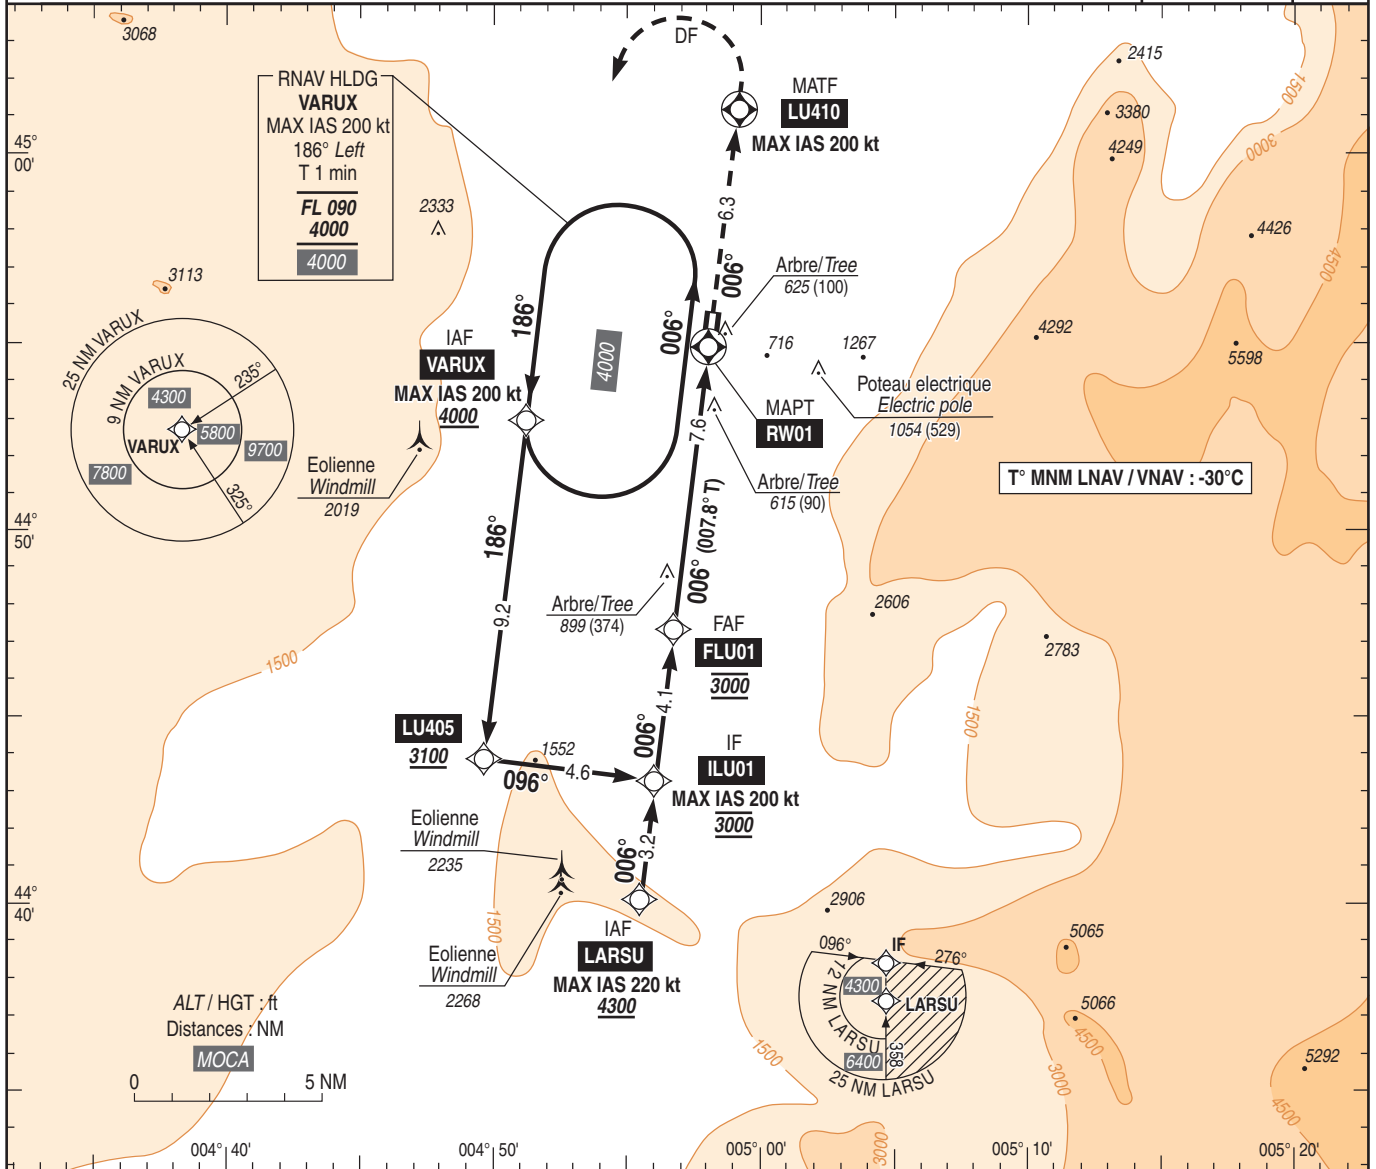 3068
DF
RNAV HLDG
VARUX
MAX IAS 200 kt
186° Left
T 1 min
FL 090
4000
4000
MATF
LU410
MAX IAS 200 kt
2415
1500
3380
3000
4249
45°
00'
2333
6.3
4426
4500
3113
006°
Arbre/Tree
625 (100)
186°
006°
4000
25 NM VARUX
9 NM VARUX
235°
4300
5800
VARUX
9700
7800
325°
IAF
VARUX
MAX IAS 200 kt
4000
716
1267
4292
5598
Poteau electrique
Electric pole
1054 (529)
MAPT
RW01
7.6
Eolienne
Windmill
2019
Arbre/Tree
615 (90)
T° MNM LNAV / VNAV : -30°C
44°
50'
186°
006° (007.8° T)
Arbre/Tree
899 (374)
9.2
2606
FAF
FLU01
3000
2783
1500
4.1
1500
LU405
3100
1552
006°
096°
4.6
IF
ILU01
MAX IAS 200 kt
3000
Eolienne
Windmill
2235
006°
3.2
44°
40'
1500
IAF
LARSU
MAX IAS 220 kt
4300
Eolienne
Windmill
2268
2906
5065
096°
IF
276°
4300
LARSU
12 NM LARSU
6400
358
25 NM LARSU
5066
4500
1500
3000
5292
4500
3000
ALT / HGT : ft
Distances : NM
MOCA
0
5 NM
004° 40'
004° 50'
005° 00'
005° 10'
005° 20'